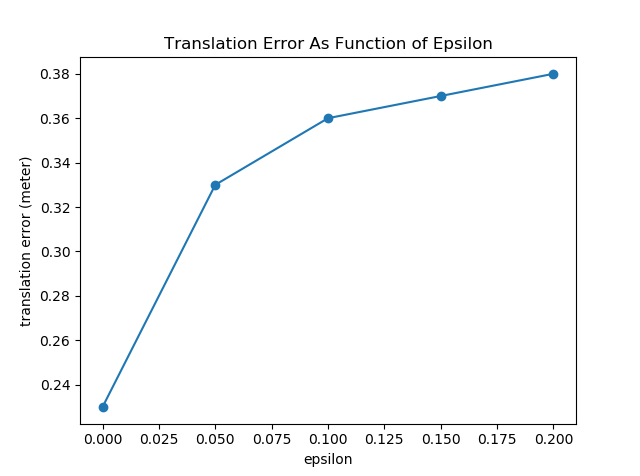 Translation Error As Function of Epsilon
0.38
0.36
0.34
0.32
0.30
0.28
0.26
0.24
translation error (meter)
0.000 0.025 0.050 0.075 0.100 0.125 0.150 0.175 0.200
epsilon